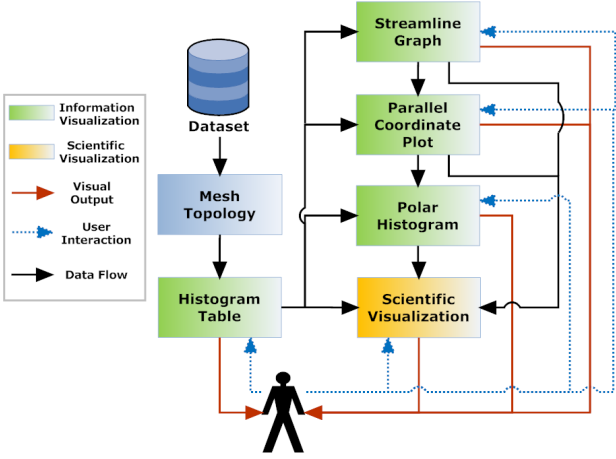 Information
Visualization
Scientific
Visualization
Visual
Output
User
Interaction
Data Flow
Dataset
Mesh
Topology
Histogram
Table
Streamline
Graph
Parallel
Coordinate
Plot
Polar
Histogram
Scientific
Visualization